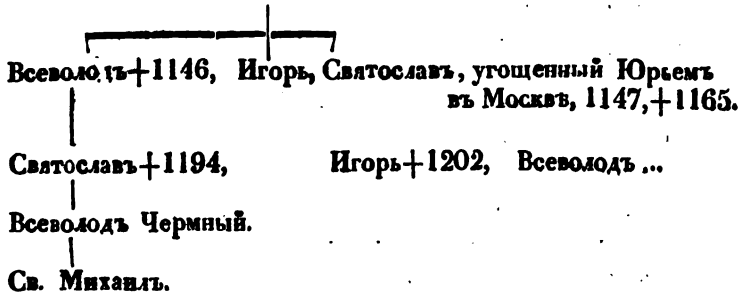 Всеволодъ+1146, Игорь, Святославъ, угощенный Юрьемъ
въ Москвѣ, 1147,+1165.
Святославъ+1194, Игорь+1202, Всеволодъ ...
Всеволодъ Чермный.
Св. Михаилъ.